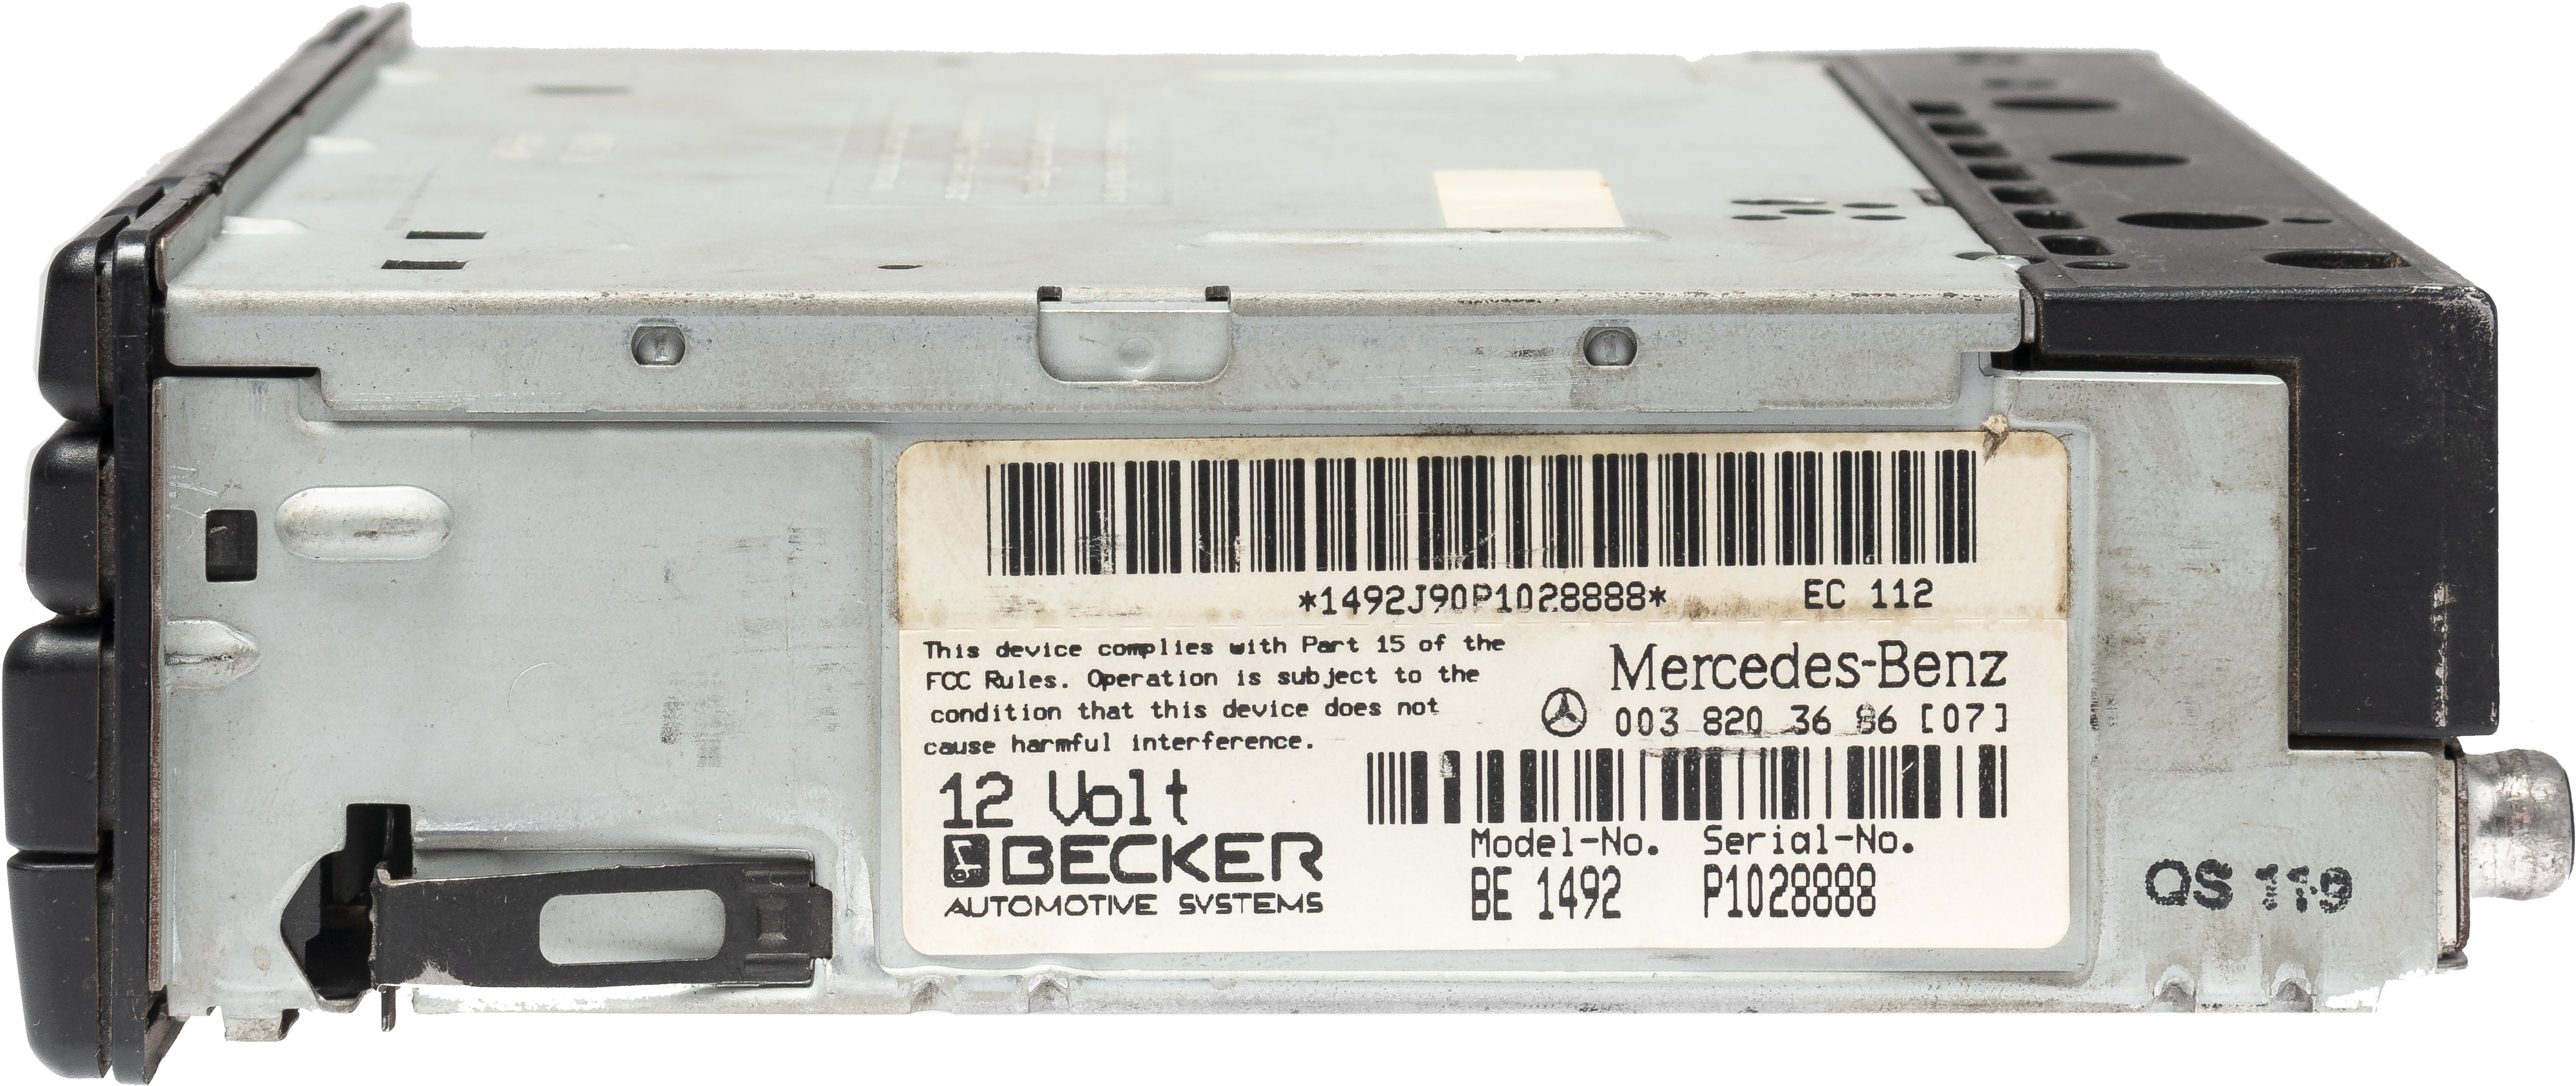 *1492J90P1028888* EC 112
This device complies with Part 15 of the
FCC Rules. Operation is subject to the
condition that this device does not
cause harmful interference.
Mercedes-Benz
003 820 36 86 [07]
12 Volt
BECKER
AUTOMOTIVE SYSTEMS
Model-No. Serial-No.
BE 1492 P1028888
QS 119